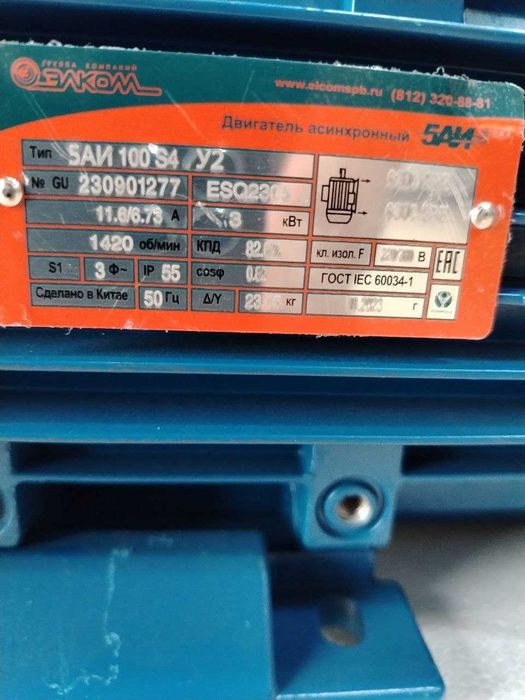 ГРУППА КОМПАНИЙ
ЭЛКОМ
www.elcomspb.ru (812) 320-88-81
Двигатель асинхронный 5АИ
Тип 5АИ 100 S4 У2
№ GU 230901277
11.6/6.73 А кВт
1420 об/мин КПД 82. кл. изол. F В
S1 3 Ф~ IP 55 cosφ ГОСТ IEC 60034-1 ЕАС
Сделано в Китае 50 Гц Δ/Y кг г